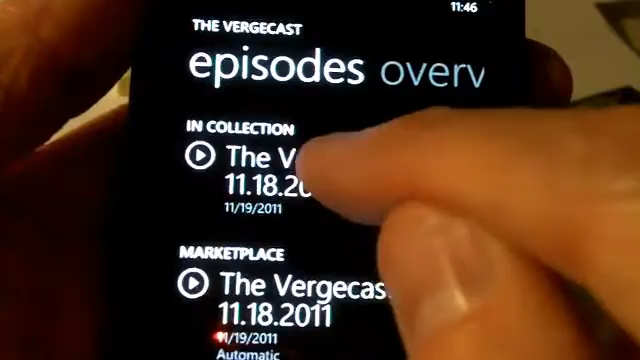 11:46
THE VERGECAST
episodes overv
IN COLLECTION
The V
11.18.20
11/19/2011
MARKETPLACE
The Vergecas
11.18.2011
11/19/2011
Automatic